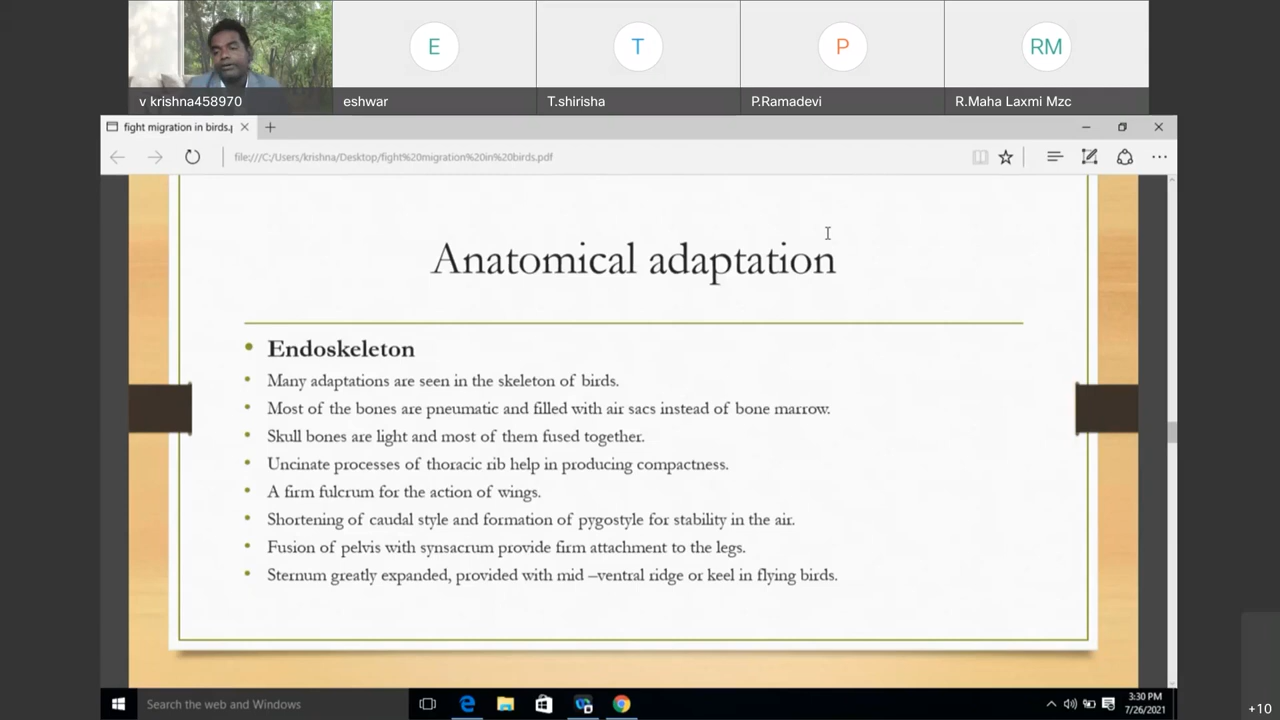 E
T
P
RM
v krishna458970
eshwar
T.shirisha
P.Ramadevi
R.Maha Laxmi Mzc
fight migration in birds.p
file:///C:/Users/krishna/Desktop/fight%20migration%20in%20birds.pdf
Anatomical adaptation
• Endoskeleton
• Many adaptations are seen in the skeleton of birds.
• Most of the bones are pneumatic and filled with air sacs instead of bone marrow.
• Skull bones are light and most of them fused together.
• Uncinate processes of thoracic rib help in producing compactness.
• A firm fulcrum for the action of wings.
• Shortening of caudal style and formation of pygostyle for stability in the air.
• Fusion of pelvis with synsacrum provide firm attachment to the legs.
• Sternum greatly expanded, provided with mid –ventral ridge or keel in flying birds.
Search the web and Windows
3:30 PM
7/26/2021
+10